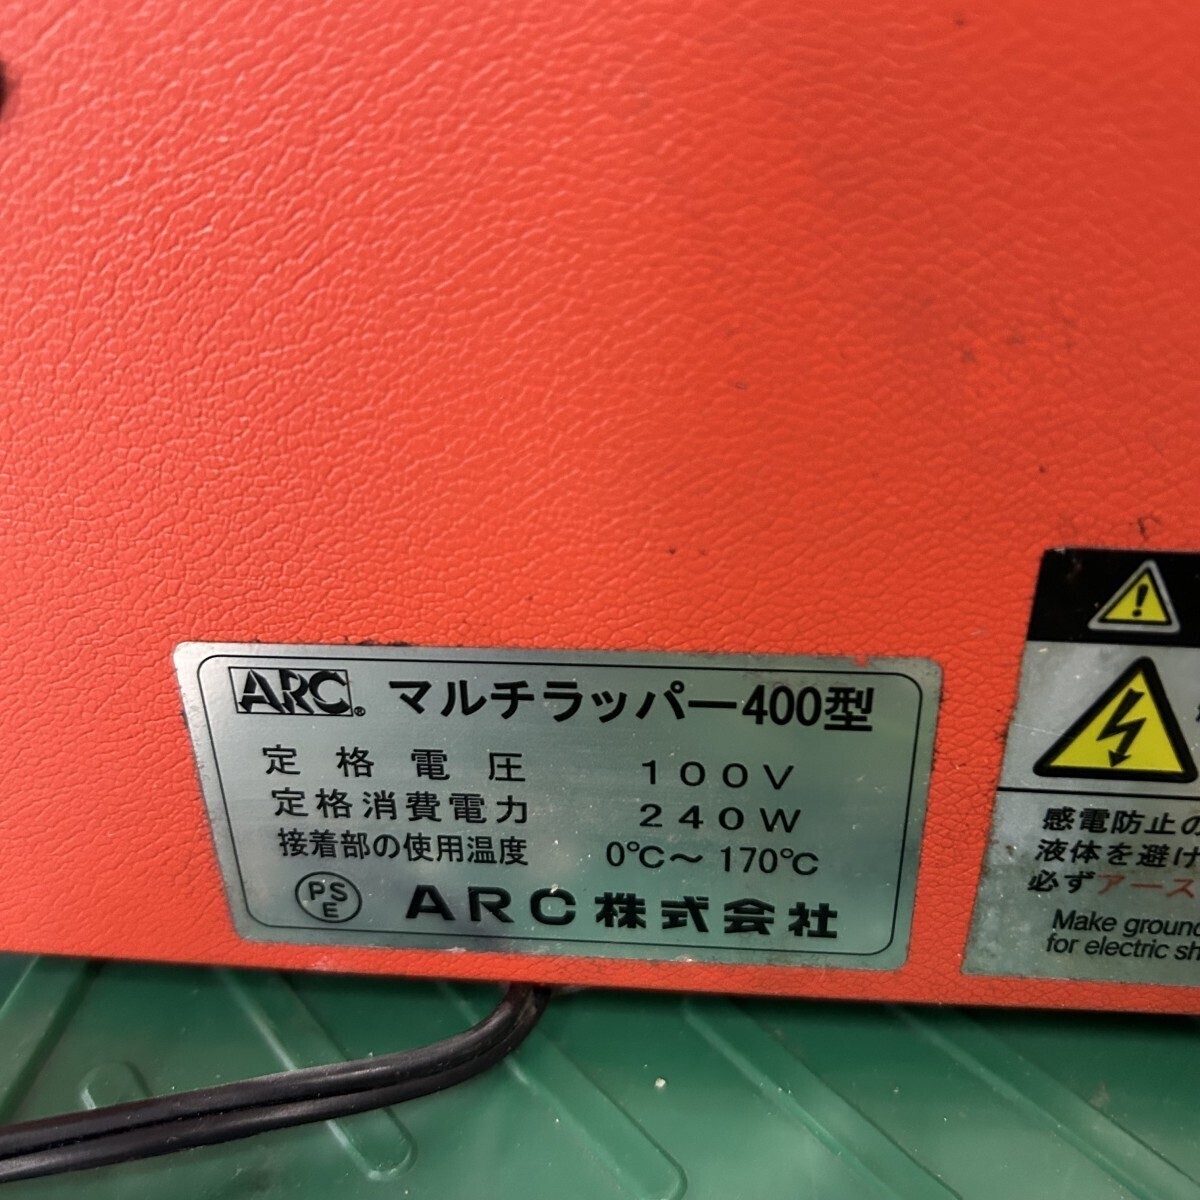 ARC® マルチラッパー400型
定格電圧 100V
定格消費電力 240W
接着部の使用温度 0℃～170℃
PSE ARC株式会社
感電防止の
液体を避け
必ずアース
Make ground
for electric sh